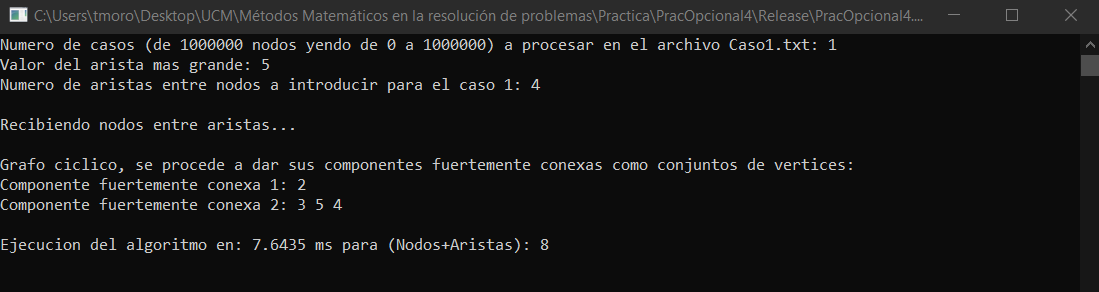 C:\Users\tmoro\Desktop\UCM\Métodos Matemáticos en la resolución de problemas\Practica\PracOpcional4\Release\PracOpcional4....
Numero de casos (de 1000000 nodos yendo de 0 a 1000000) a procesar en el archivo Caso1.txt: 1
Valor del arista mas grande: 5
Numero de aristas entre nodos a introducir para el caso 1: 4
Recibiendo nodos entre aristas...
Grafo ciclico, se procede a dar sus componentes fuertemente conexas como conjuntos de vertices:
Componente fuertemente conexa 1: 2
Componente fuertemente conexa 2: 3 5 4
Ejecucion del algoritmo en: 7.6435 ms para (Nodos+Aristas): 8